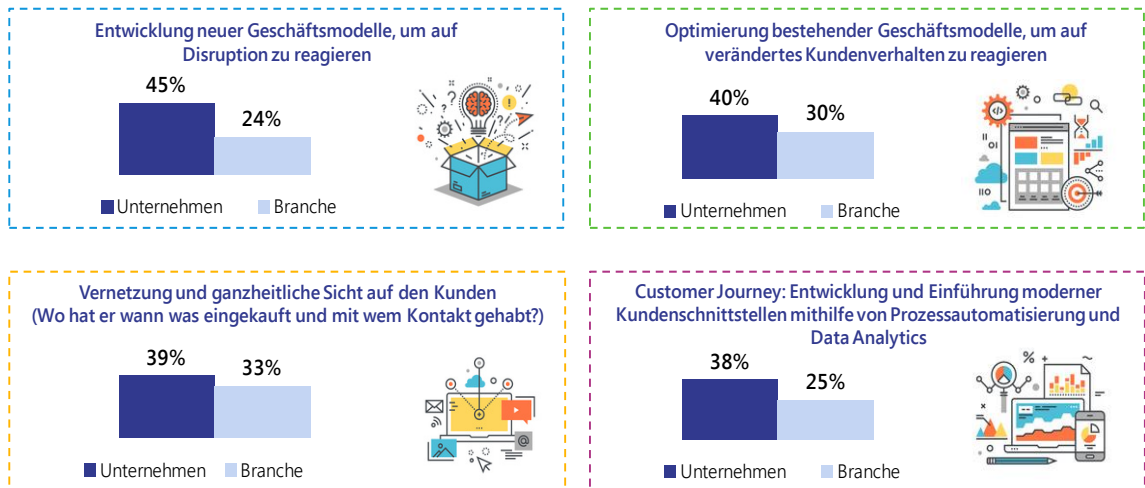 Entwicklung neuer Geschäftsmodelle, um auf
Disruption zu reagieren
45%
24%
Unternehmen
Branche
Optimierung bestehender Geschäftsmodelle, um auf
verändertes Kundenverhalten zu reagieren
40%
30%
Unternehmen
Branche
Vernetzung und ganzheitliche Sicht auf den Kunden
(Wo hat er wann was eingekauft und mit wem Kontakt gehabt?)
39%
33%
Unternehmen
Branche
Customer Journey: Entwicklung und Einführung moderner
Kundenschnittstellen mithilfe von Prozessautomatisierung und
Data Analytics
38%
25%
Unternehmen
Branche